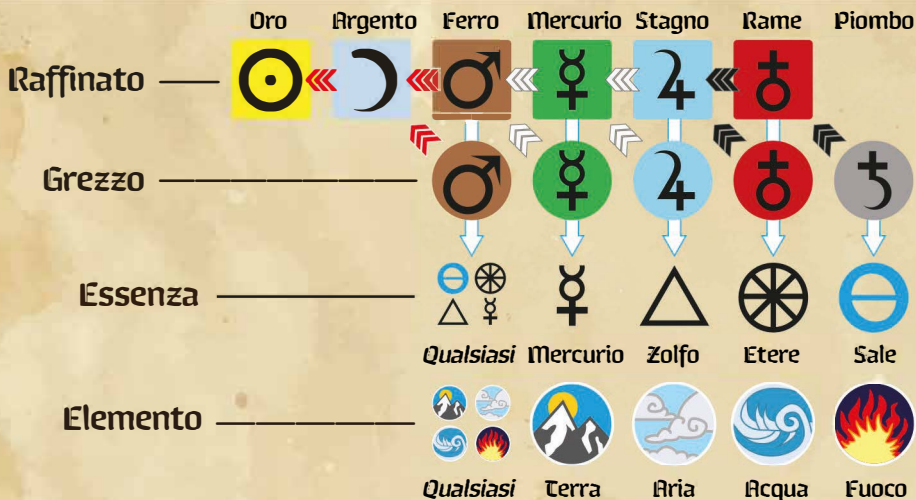 Oro Argento Ferro Mercurio Stagno Rame Piombo
Raffinato
Grezzo
Essenza
Qualsiasi Mercurio Zolfo Etere Sale
Elemento
Qualsiasi Terra Aria Acqua Fuoco